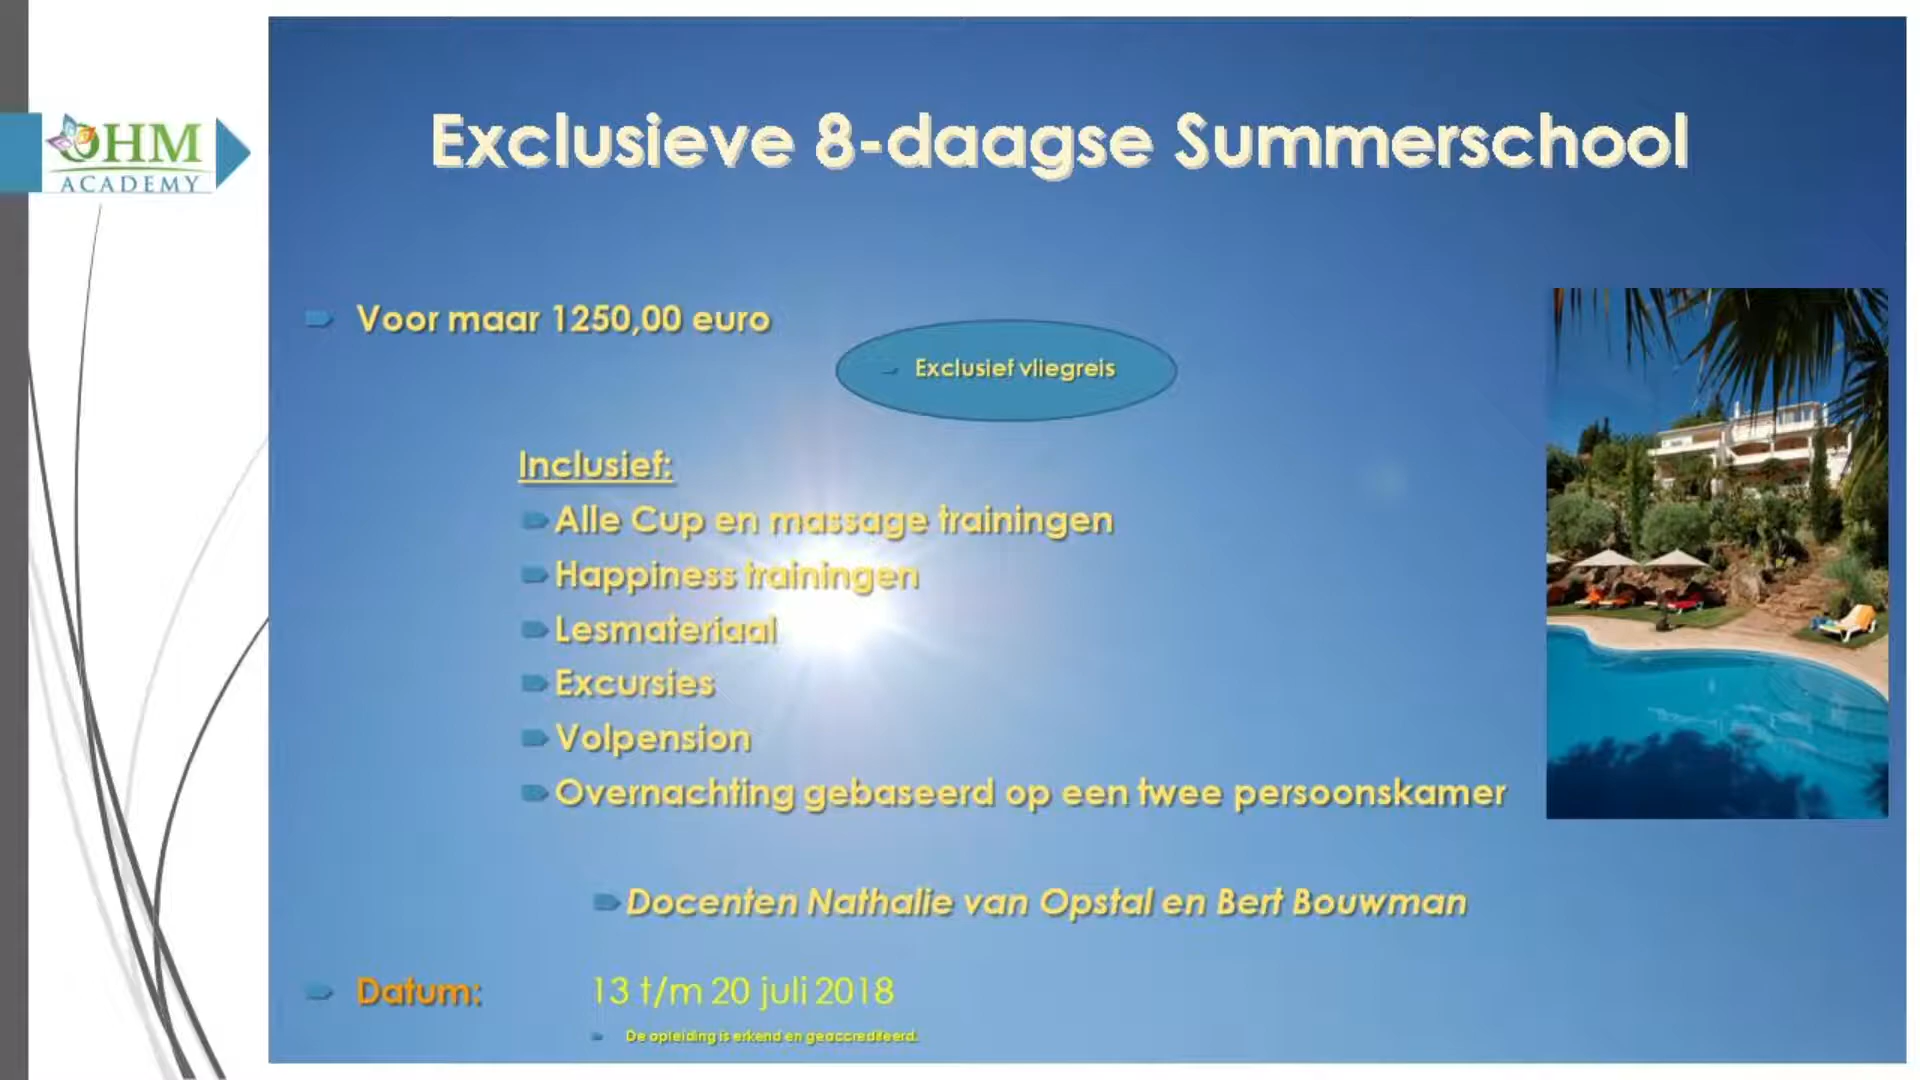 OHM
ACADEMY
Exclusieve 8-daagse Summerschool
Voor maar 1250,00 euro
Exclusief vliegreis
Inclusief:
Alle Cup en massage trainingen
Happiness trainingen
Lesmateriaal
Excursies
Volpension
Overnachting gebaseerd op een twee persoonskamer
Docenten Nathalie van Opstal en Bert Bouwman
Datum: 13 t/m 20 juli 2018
De opleiding is erkend en geaccrediteerd.